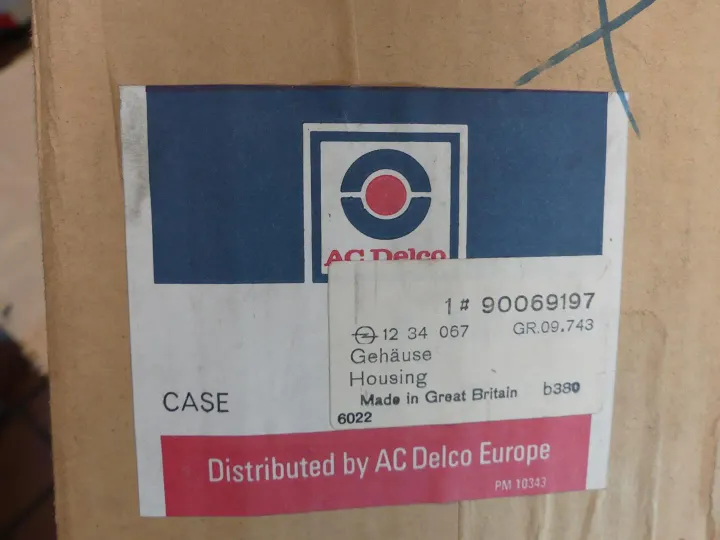 AC Delco
1# 90069197
12 34 067 GR.09.743
Gehäuse
Housing
Made in Great Britain b380
6022
CASE
Distributed by AC Delco Europe
PM 10343